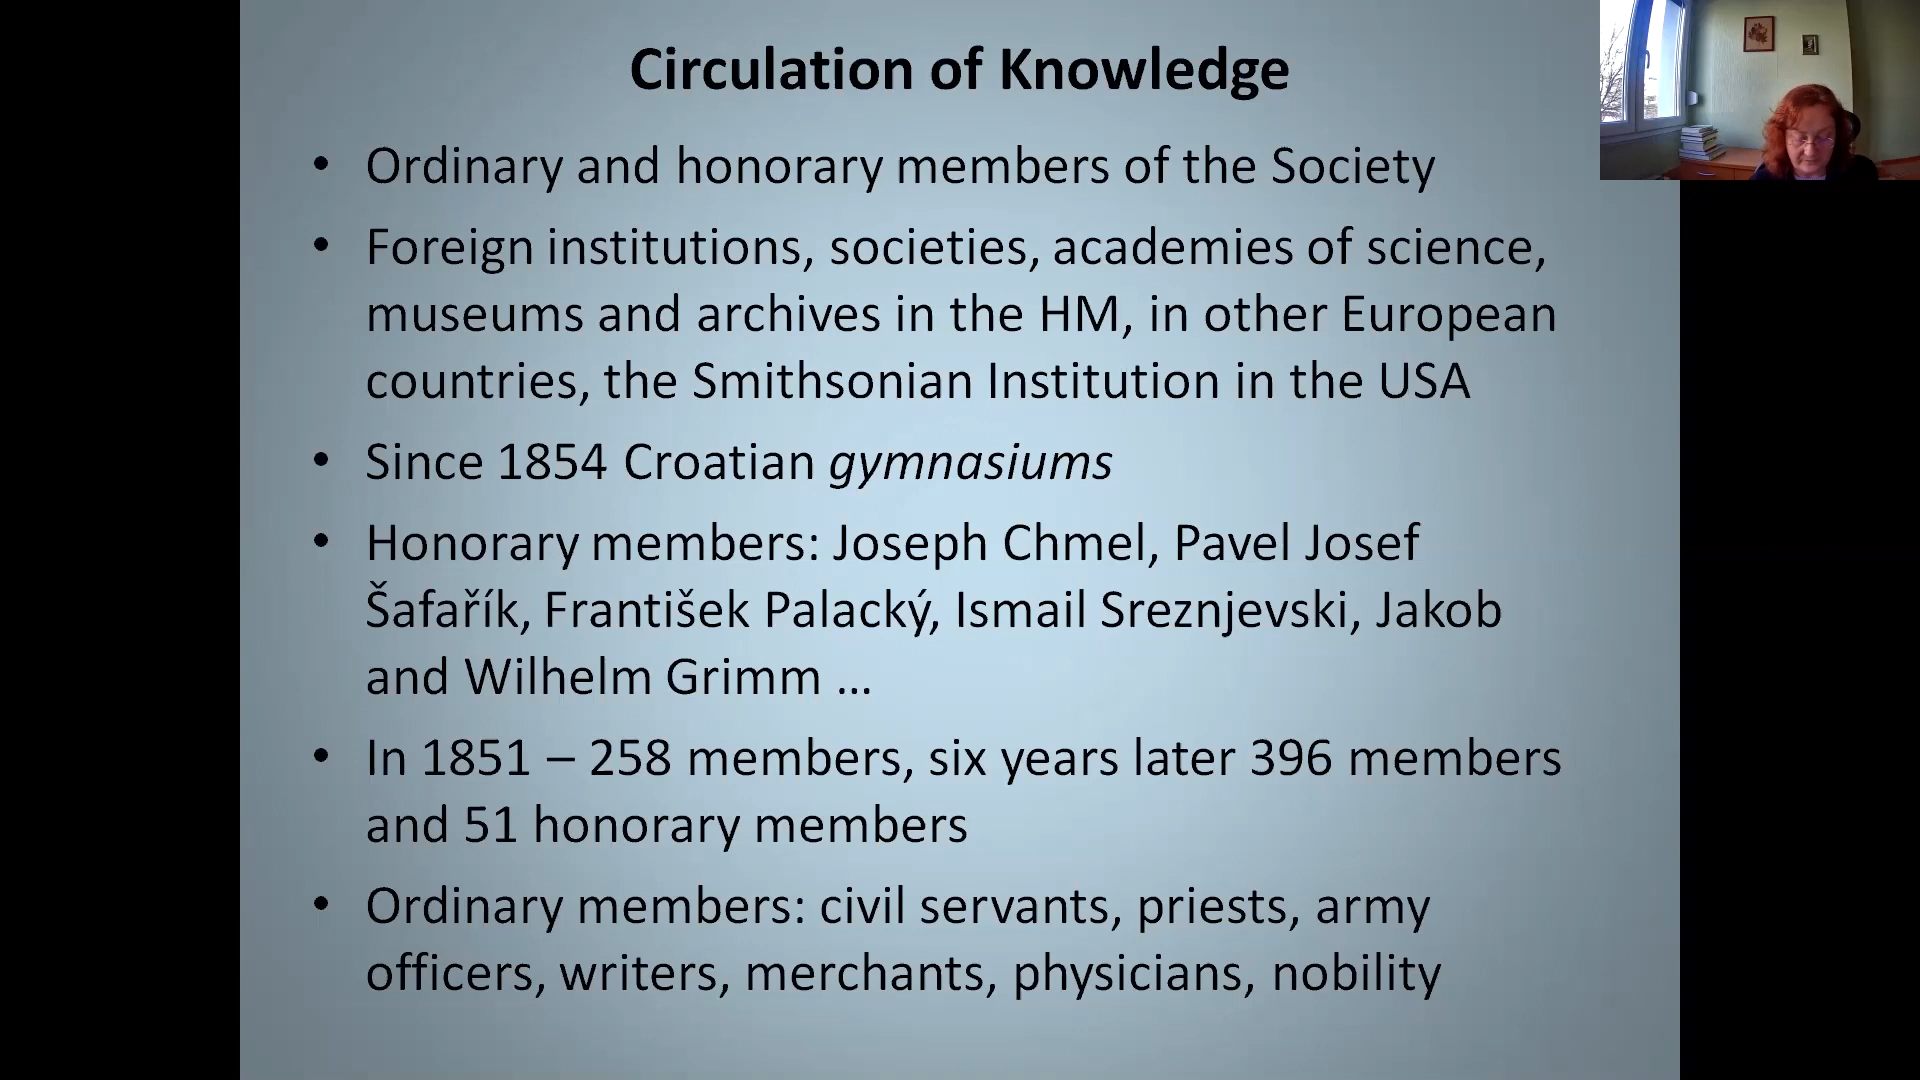 Circulation of Knowledge
• Ordinary and honorary members of the Society
• Foreign institutions, societies, academies of science,
museums and archives in the HM, in other European
countries, the Smithsonian Institution in the USA
• Since 1854 Croatian gymnasiums
• Honorary members: Joseph Chmel, Pavel Josef
Šafařík, František Palacký, Ismail Sreznjevski, Jakob
and Wilhelm Grimm ...
• In 1851 – 258 members, six years later 396 members
and 51 honorary members
• Ordinary members: civil servants, priests, army
officers, writers, merchants, physicians, nobility